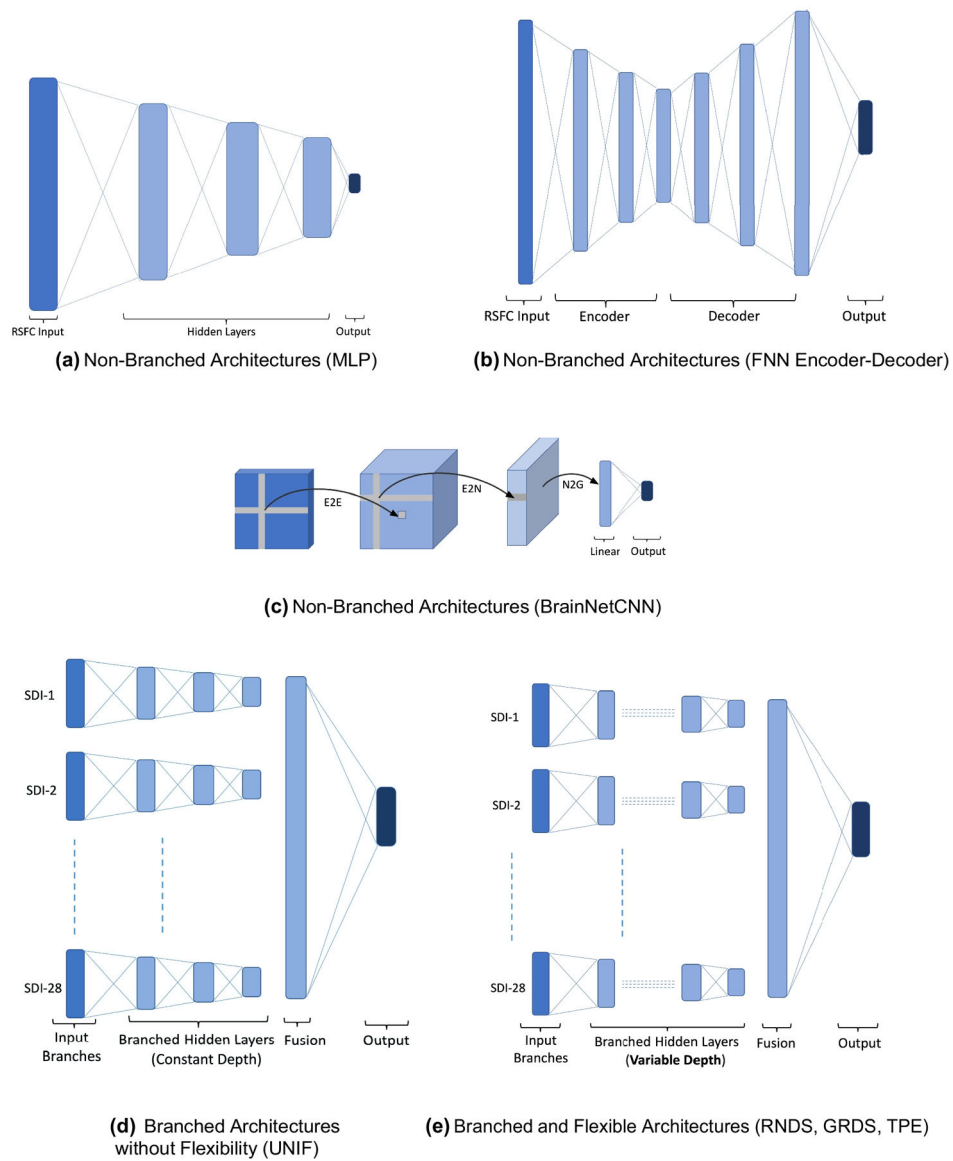 RSFC Input
Hidden Layers
Output
(a) Non-Branched Architectures (MLP)
RSFC Input
Encoder
Decoder
Output
(b) Non-Branched Architectures (FNN Encoder-Decoder)
E2E
E2N
N2G
Linear
Output
(c) Non-Branched Architectures (BrainNetCNN)
SDI-1
SDI-2
SDI-28
Input
Branches
Branched Hidden Layers
(Constant Depth)
Fusion
Output
(d) Branched Architectures
without Flexibility (UNIF)
SDI-1
SDI-2
SDI-28
Input
Branches
Branched Hidden Layers
(Variable Depth)
Fusion
Output
(e) Branched and Flexible Architectures (RNDS, GRDS, TPE)